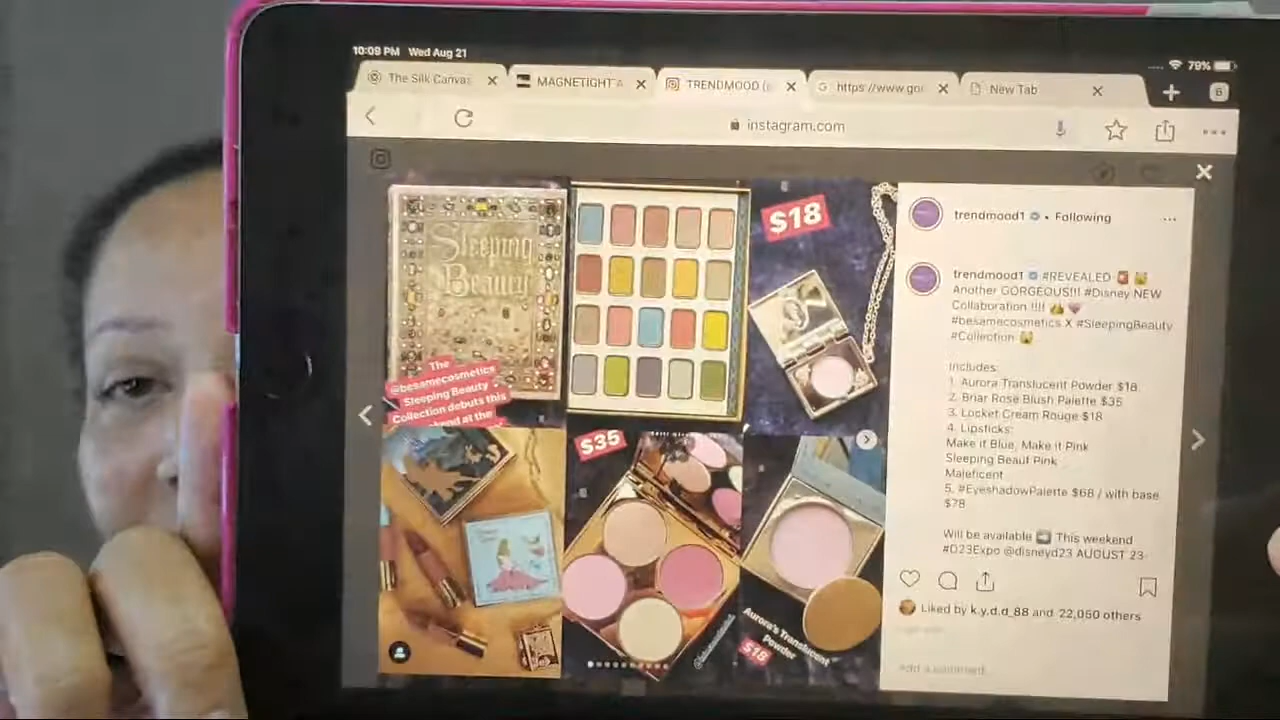 10:09 PM Wed Aug 21
79%
The Silk Canvas
MAGNETIGHT A
TRENDMOOD (
https://www.goo
New Tab
6
instagram.com
Sleeping
Beauty
The
@besamecosmetics
Sleeping Beauty
Collection debuts this
end at the
$18
$35
Aurora's Translucent
Powder
$18
trendmood1 • Following
trendmood1 #REVEALED
Another GORGEOUS!!! #Disney NEW
Collaboration !!!!
#besamecosmetics X #SleepingBeauty
#Collection
Includes:
1. Aurora Translucent Powder $18
2. Briar Rose Blush Palette $35
3. Locket Cream Rouge $18
4. Lipsticks:
Make it Blue, Make it Pink
Sleeping Beauty Pink
Maleficent
5. #EyeshadowPalette $68 / with base
$78
Will be available This weekend
#D23Expo @disneyd23 AUGUST 23-
Liked by k.y.d.d_88 and 22,050 others
Add a comment...